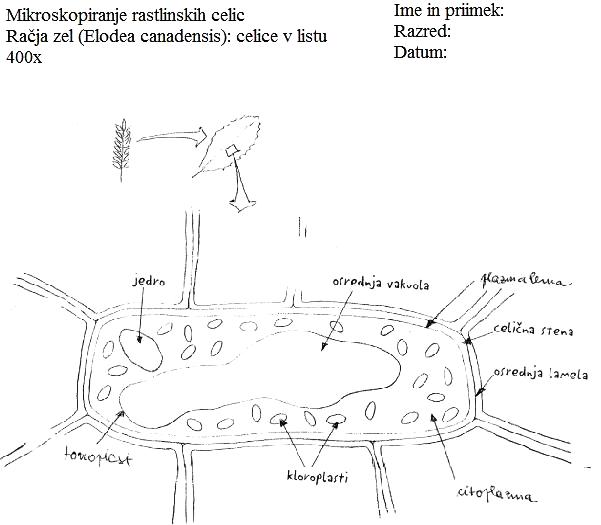 Mikroskopiranje rastlinskih celic
Račja zel (Elodea canadensis): celice v listu
400x
Ime in priimek:
Razred:
Datum:
jedro
osrednja vakuola
plazmalema
celična stena
osrednja lamela
tonoplast
kloroplasti
citoplazma